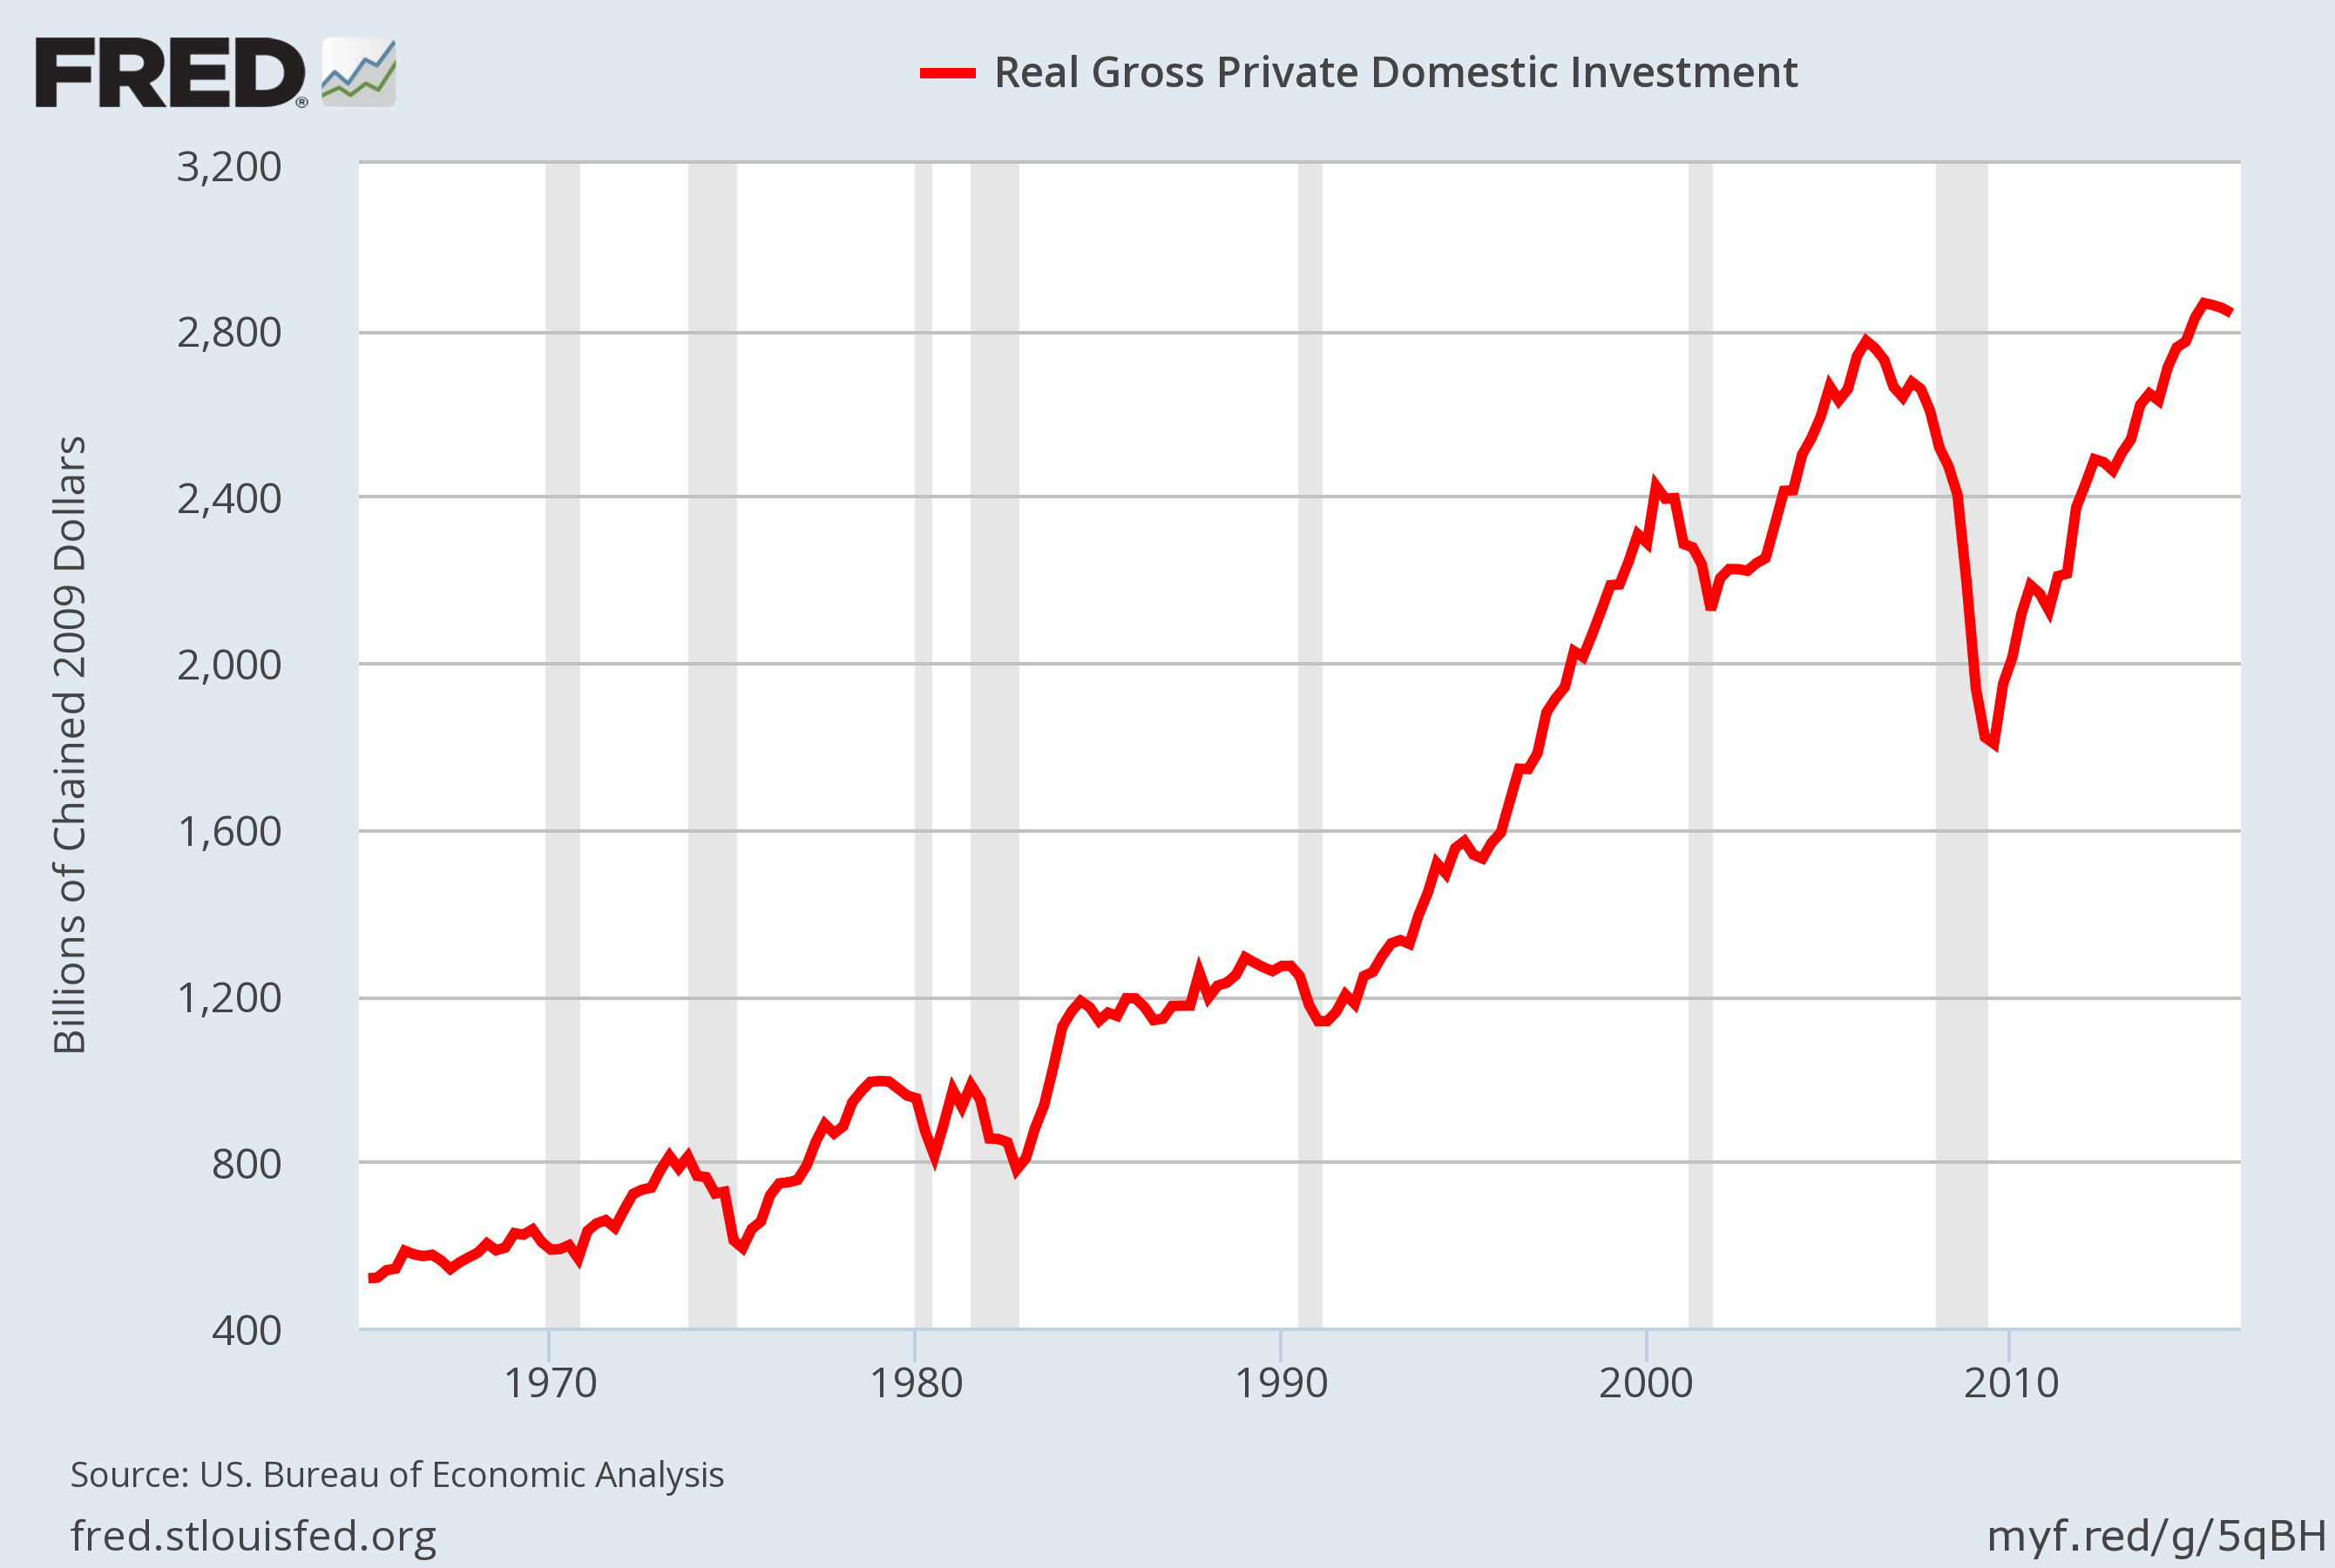 FRED®
Real Gross Private Domestic Investment
3,200
2,800
2,400
2,000
1,600
1,200
800
400
Billions of Chained 2009 Dollars
1970 1980 1990 2000 2010
Source: US. Bureau of Economic Analysis
fred.stlouisfed.org myf.red/g/5qBH